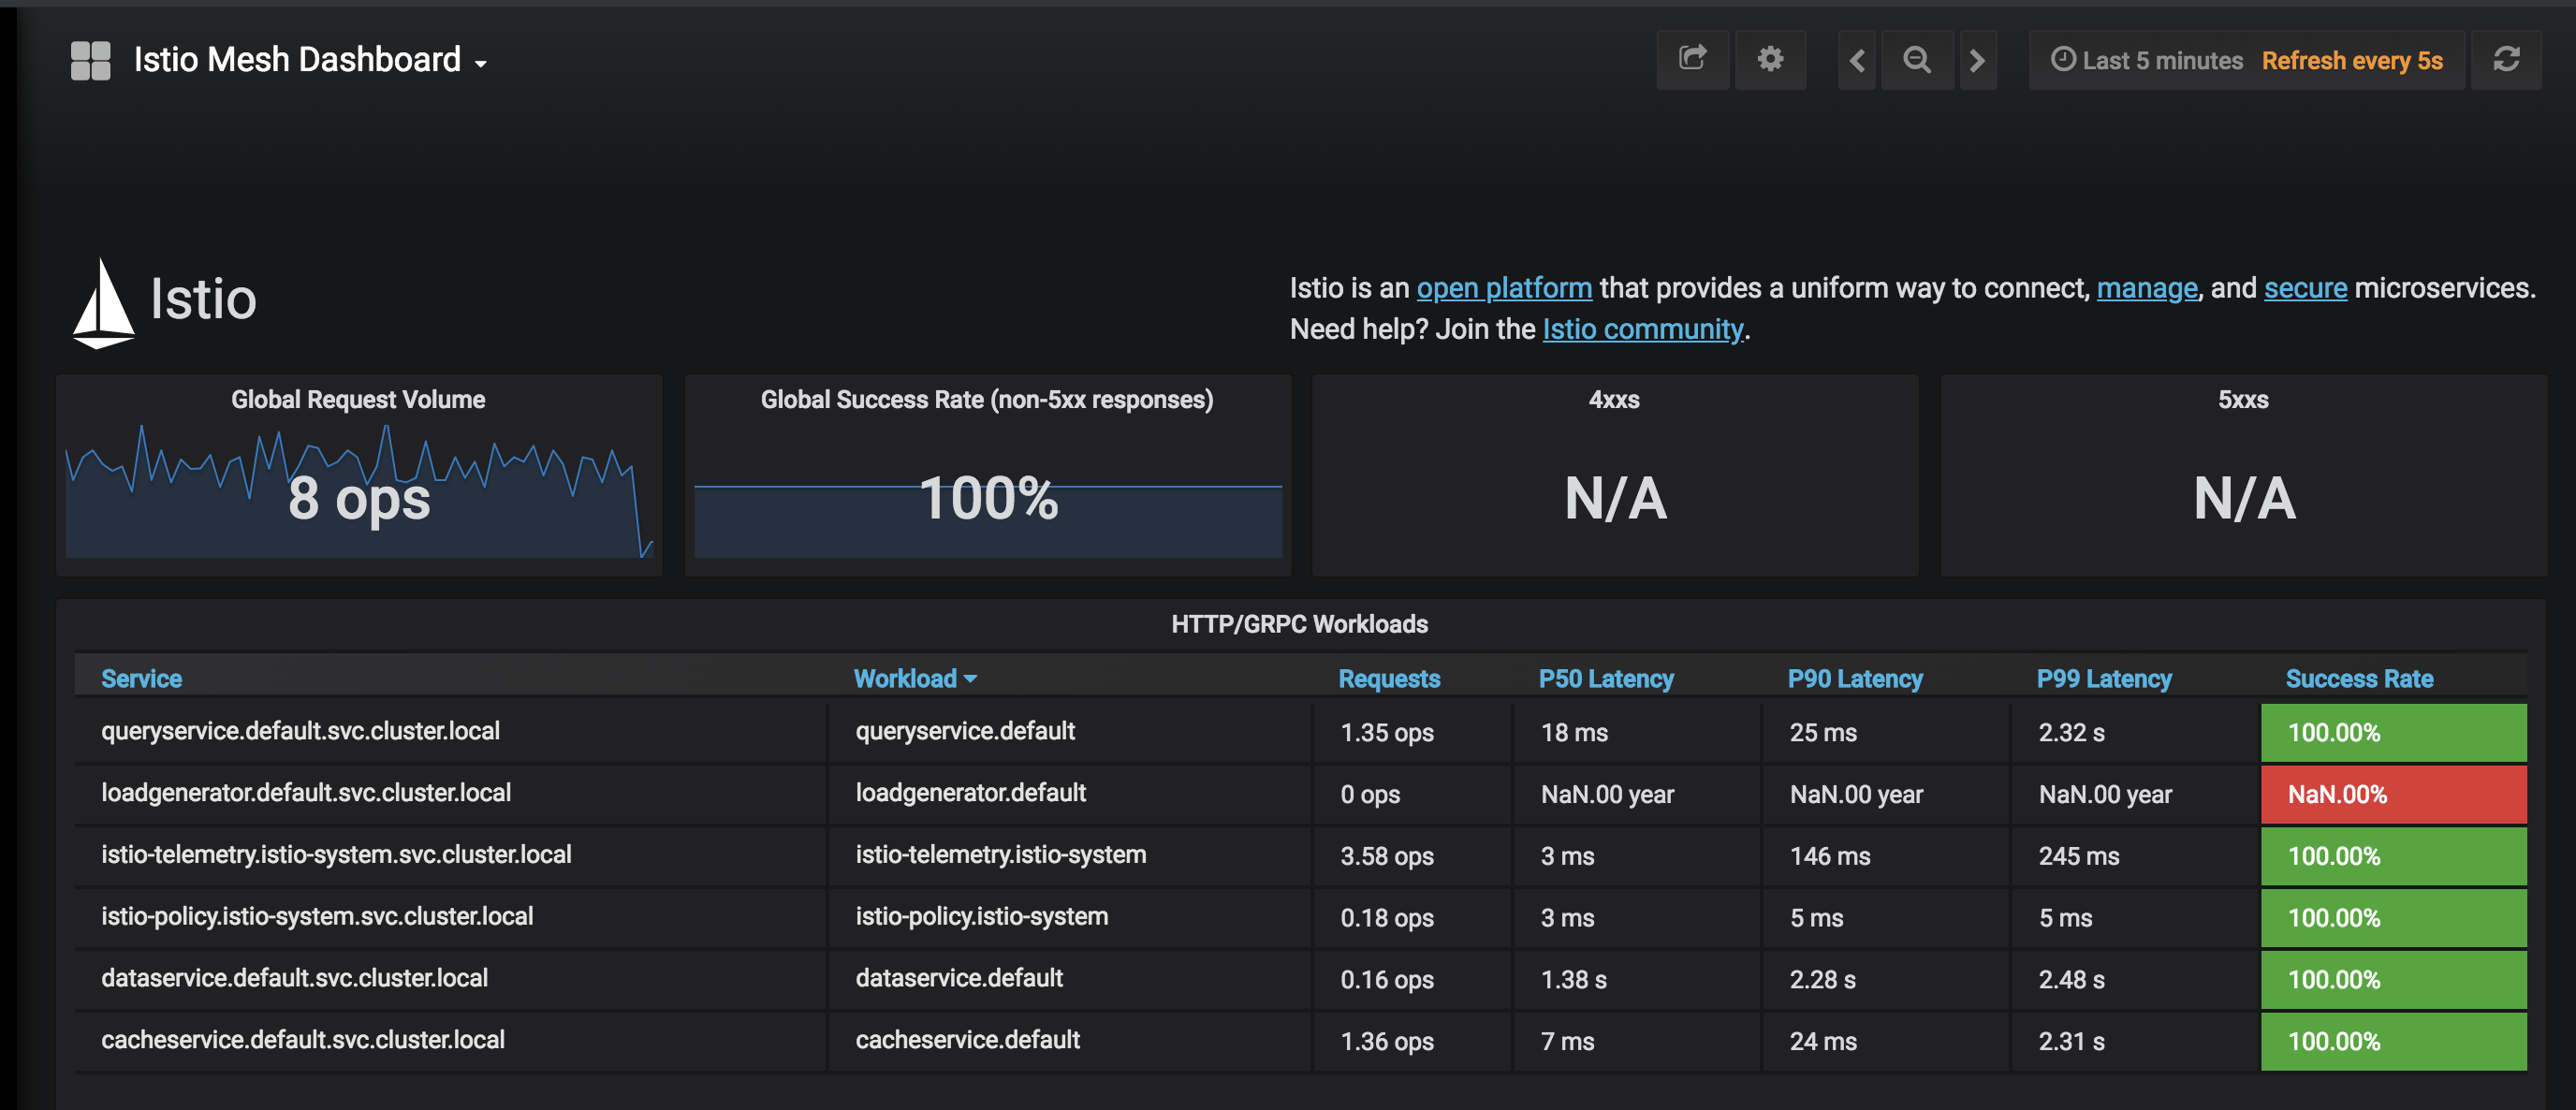 Istio Mesh Dashboard
Last 5 minutes Refresh every 5s
Istio
Istio is an open platform that provides a uniform way to connect, manage, and secure microservices.
Need help? Join the Istio community.
Global Request Volume
8 ops
Global Success Rate (non-5xx responses)
100%
4xxs
N/A
5xxs
N/A
HTTP/GRPC Workloads
Service Workload Requests P50 Latency P90 Latency P99 Latency Success Rate
queryservice.default.svc.cluster.local queryservice.default 1.35 ops 18 ms 25 ms 2.32 s 100.00%
loadgenerator.default.svc.cluster.local loadgenerator.default 0 ops NaN.00 year NaN.00 year NaN.00 year NaN.00%
istio-telemetry.istio-system.svc.cluster.local istio-telemetry.istio-system 3.58 ops 3 ms 146 ms 245 ms 100.00%
istio-policy.istio-system.svc.cluster.local istio-policy.istio-system 0.18 ops 3 ms 5 ms 5 ms 100.00%
dataservice.default.svc.cluster.local dataservice.default 0.16 ops 1.38 s 2.28 s 2.48 s 100.00%
cacheservice.default.svc.cluster.local cacheservice.default 1.36 ops 7 ms 24 ms 2.31 s 100.00%